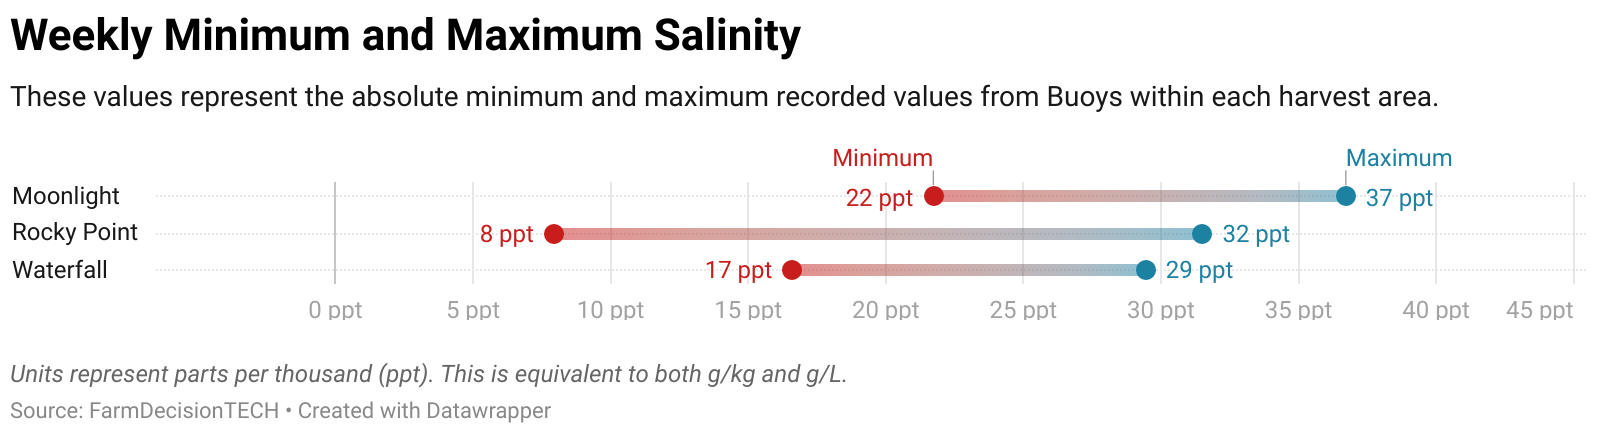 Weekly Minimum and Maximum Salinity
These values represent the absolute minimum and maximum recorded values from Buoys within each harvest area.
Minimum Maximum
Moonlight 22 ppt 37 ppt
Rocky Point 8 ppt 32 ppt
Waterfall 17 ppt 29 ppt
0 ppt 5 ppt 10 ppt 15 ppt 20 ppt 25 ppt 30 ppt 35 ppt 40 ppt 45 ppt
Units represent parts per thousand (ppt). This is equivalent to both g/kg and g/L.
Source: FarmDecisionTECH • Created with Datawrapper